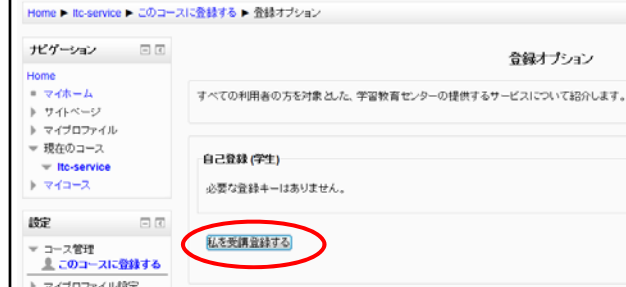 Home ► ltc-service ► このコースに登録する ► 登録オプション
ナビゲーション
Home
マイホーム
サイトページ
マイプロファイル
現在のコース
ltc-service
マイコース
設定
コース管理
このコースに登録する
マイプロファイル設定
登録オプション
すべての利用者の方を対象とした、学習教育センターの提供するサービスについて紹介します。
自己登録 (学生)
必要な登録キーはありません。
私を受講登録する